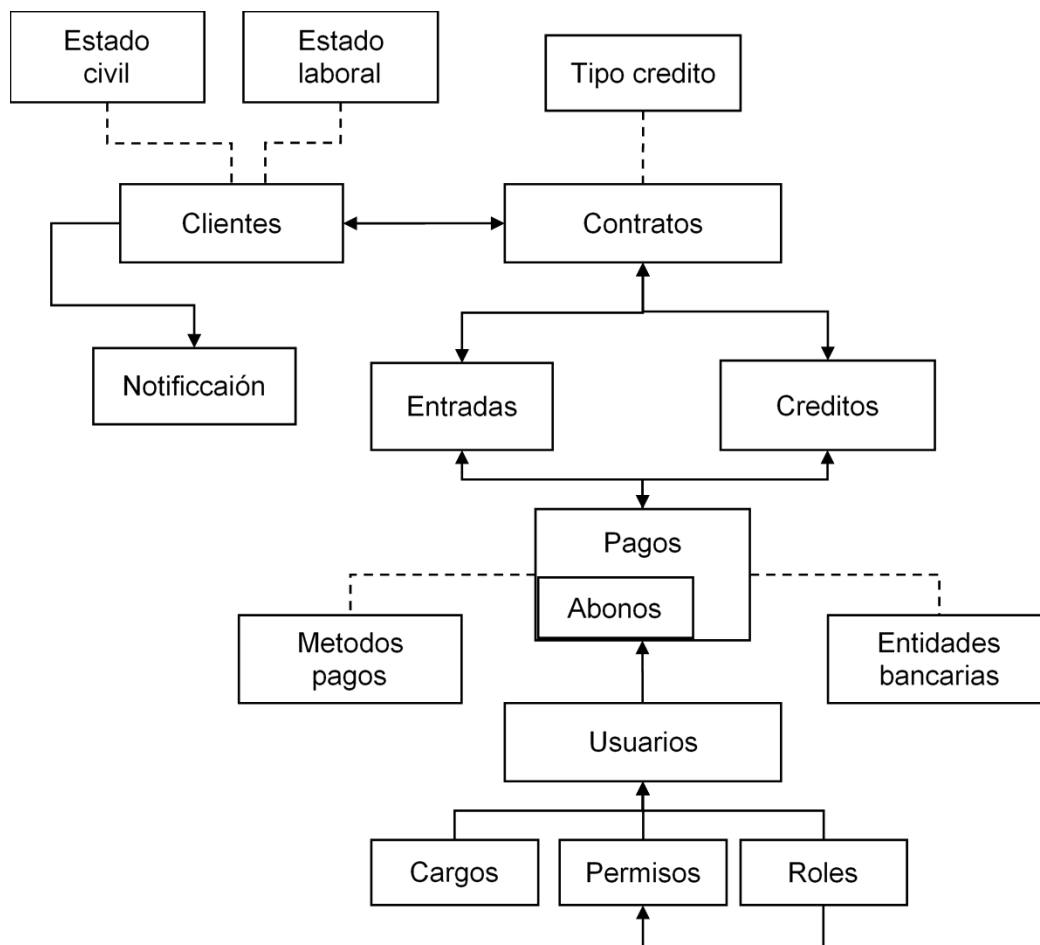 Estado
civil
Estado
laboral
Tipo credito
Clientes
Contratos
Notificcaión
Entradas
Creditos
Pagos
Abonos
Metodos
pagos
Entidades
bancarias
Usuarios
Cargos
Permisos
Roles